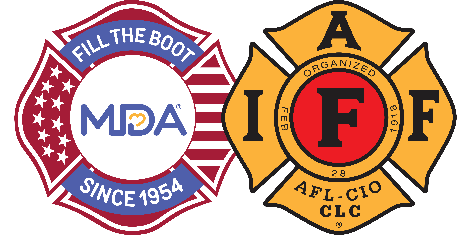 FILL THE BOOT
MDA
SINCE 1954
A
ORGANIZED
I
FEB
F
1918
F
28
AFL-CIO
CLC
®